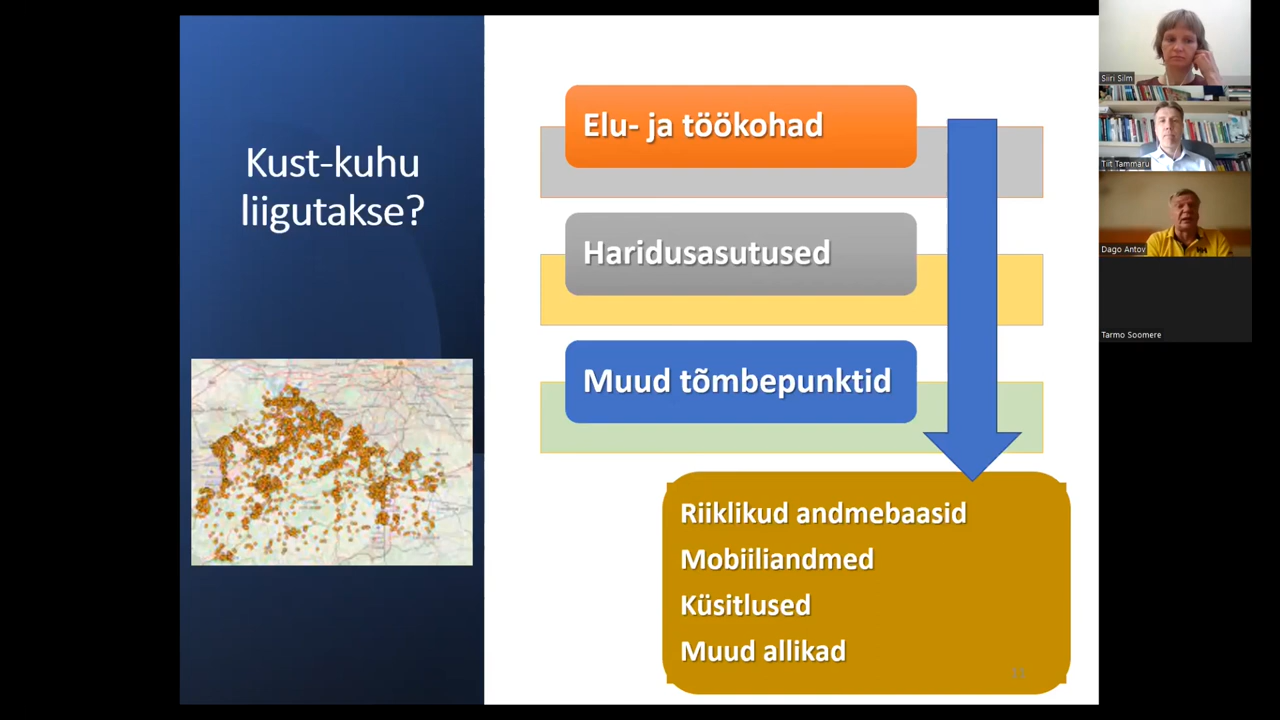 Kust-kuhu
liigutakse?
Elu- ja töökohad
Haridusasutused
Muud tõmbepunktid
Riiklikud andmebaasid
Mobiiliandmed
Küsitlused
Muud allikad
11
Siiri Silm
Tiit Tammaru
Dago Antov
Tarmo Soomere